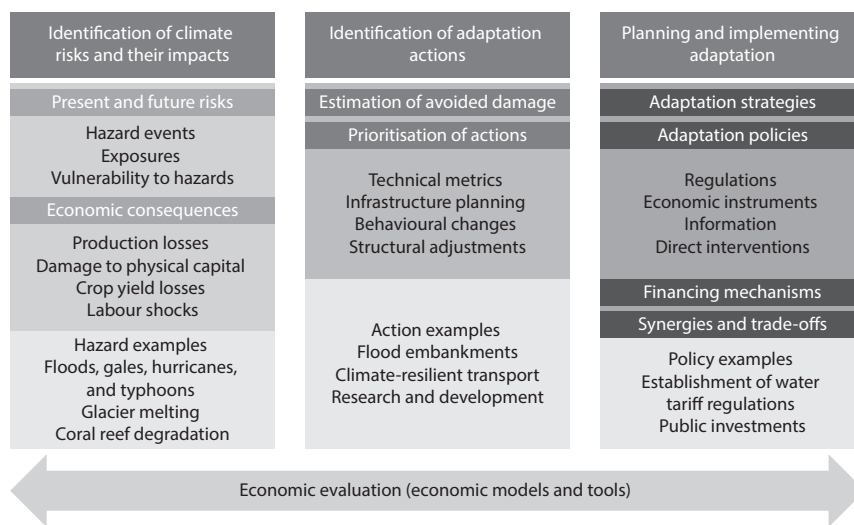 Identification of climate
risks and their impacts
Present and future risks
Hazard events
Exposures
Vulnerability to hazards
Economic consequences
Production losses
Damage to physical capital
Crop yield losses
Labour shocks
Hazard examples
Floods, gales, hurricanes,
and typhoons
Glacier melting
Coral reef degradation
Identification of adaptation
actions
Estimation of avoided damage
Prioritisation of actions
Technical metrics
Infrastructure planning
Behavioural changes
Structural adjustments
Action examples
Flood embankments
Climate-resilient transport
Research and development
Planning and implementing
adaptation
Adaptation strategies
Adaptation policies
Regulations
Economic instruments
Information
Direct interventions
Financing mechanisms
Synergies and trade-offs
Policy examples
Establishment of water
tariff regulations
Public investments
Economic evaluation (economic models and tools)